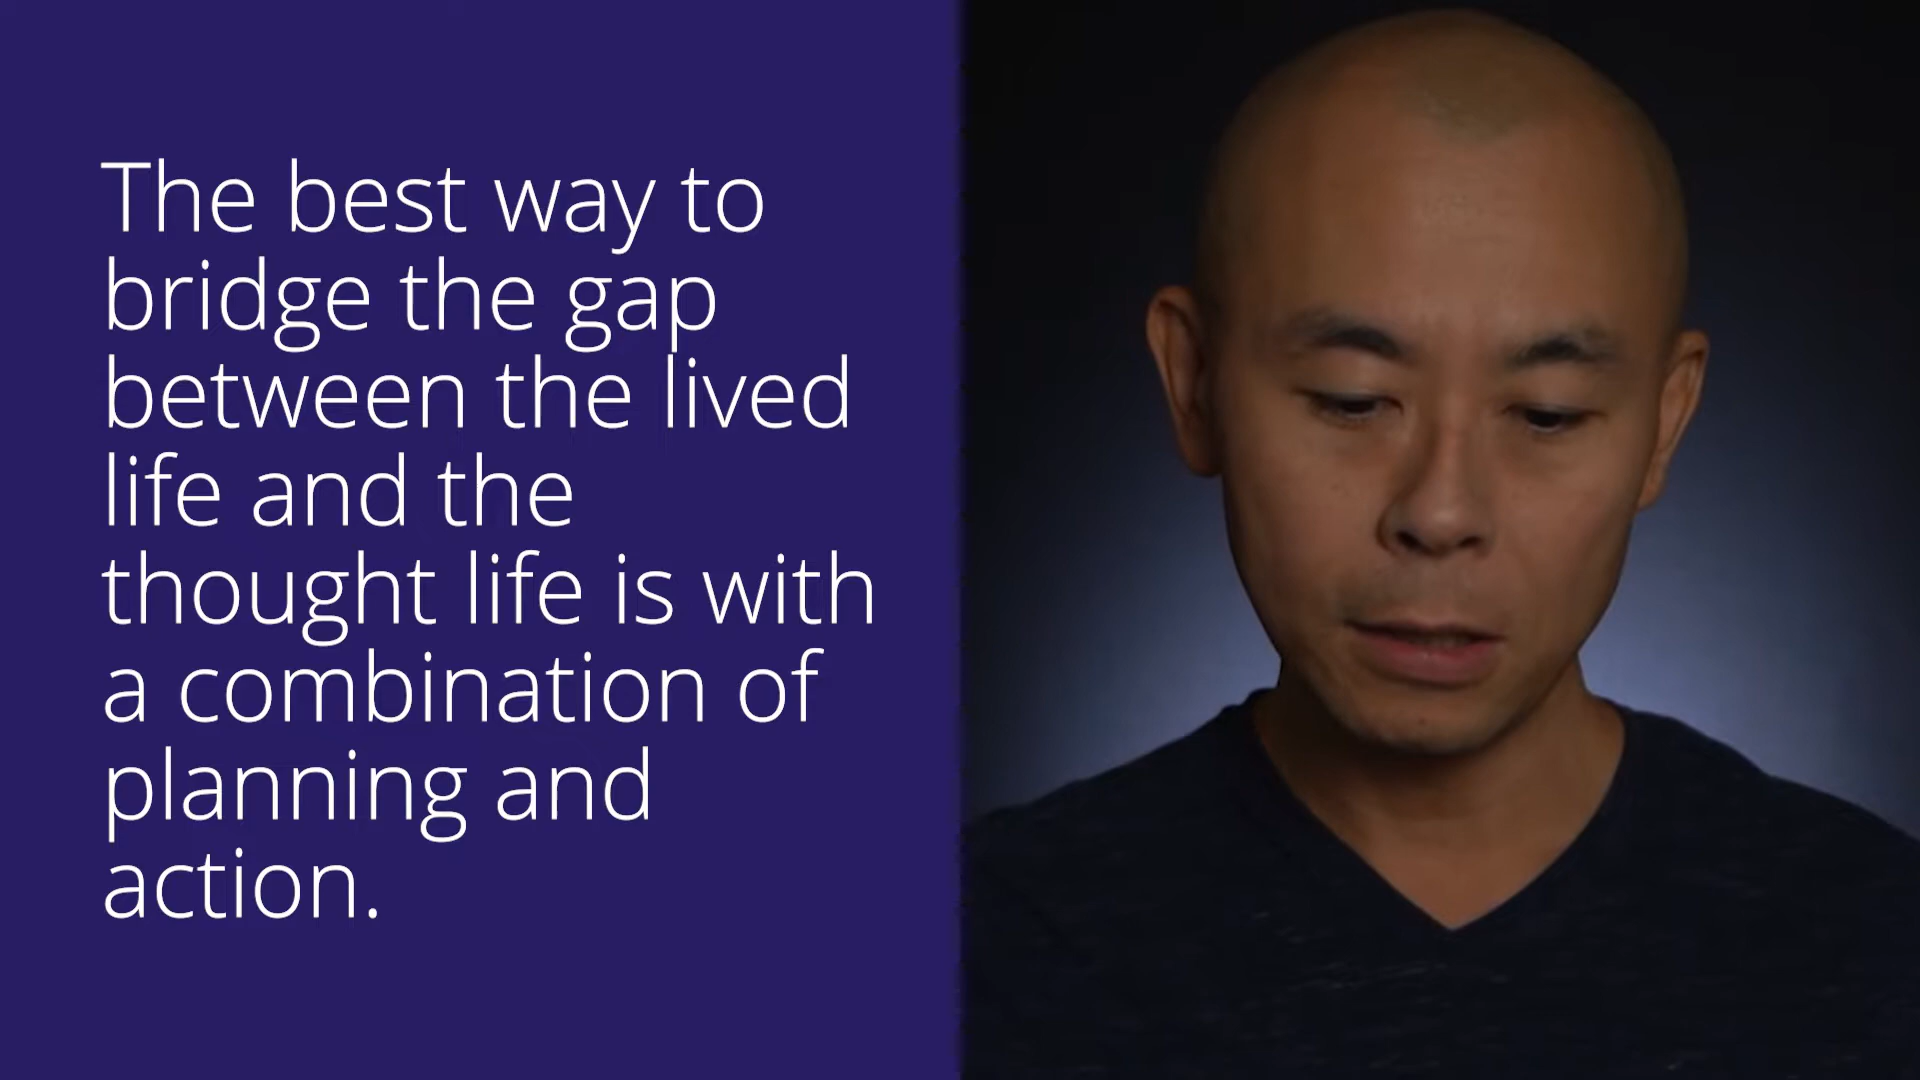 The best way to
bridge the gap
between the lived
life and the
thought life is with
a combination of
planning and
action.